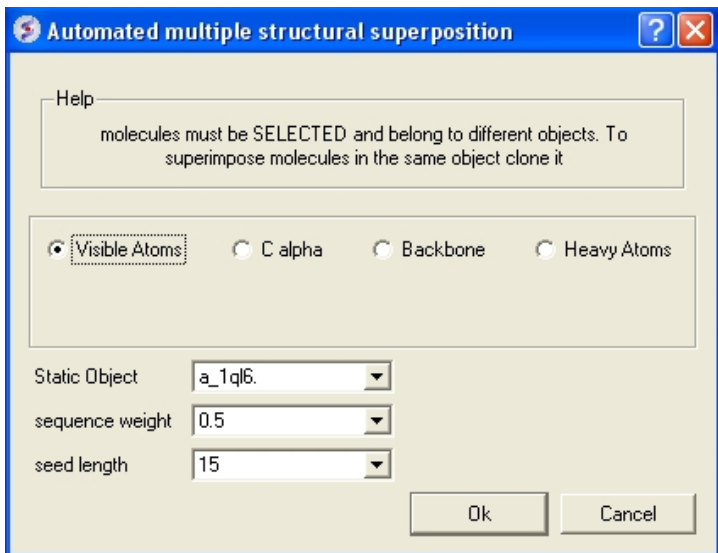 Automated multiple structural superposition
Help
molecules must be SELECTED and belong to different objects. To
superimpose molecules in the same object clone it
Visible Atoms C alpha Backbone Heavy Atoms
Static Object a_1ql6.
sequence weight 0.5
seed length 15
Ok Cancel